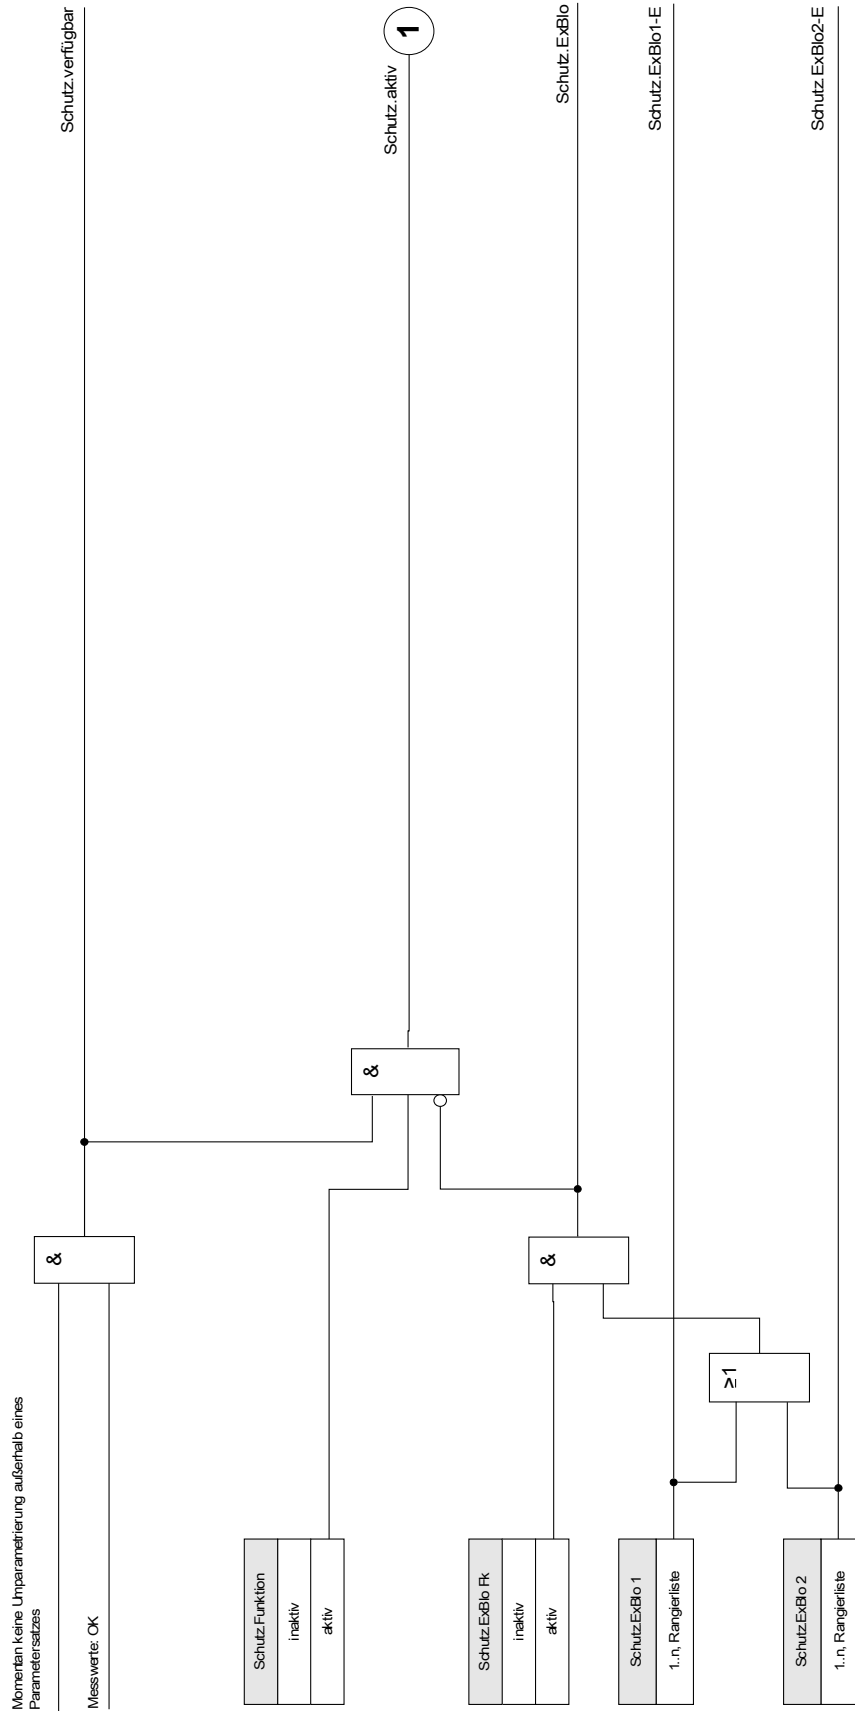 Momentan keine Umparametrierung außerhalb eines
Parametersatzes
Messwerte: OK
&
Schutz.verfügbar
Schutz.Funktion
inaktiv
aktiv
&
Schutz.aktiv
1
Schutz.ExBlo Fk
inaktiv
aktiv
&
Schutz.ExBlo
Schutz.ExBlo 1
1..n, Rangierliste
≥1
Schutz.ExBlo1-E
Schutz.ExBlo 2
1..n, Rangierliste
Schutz.ExBlo2-E